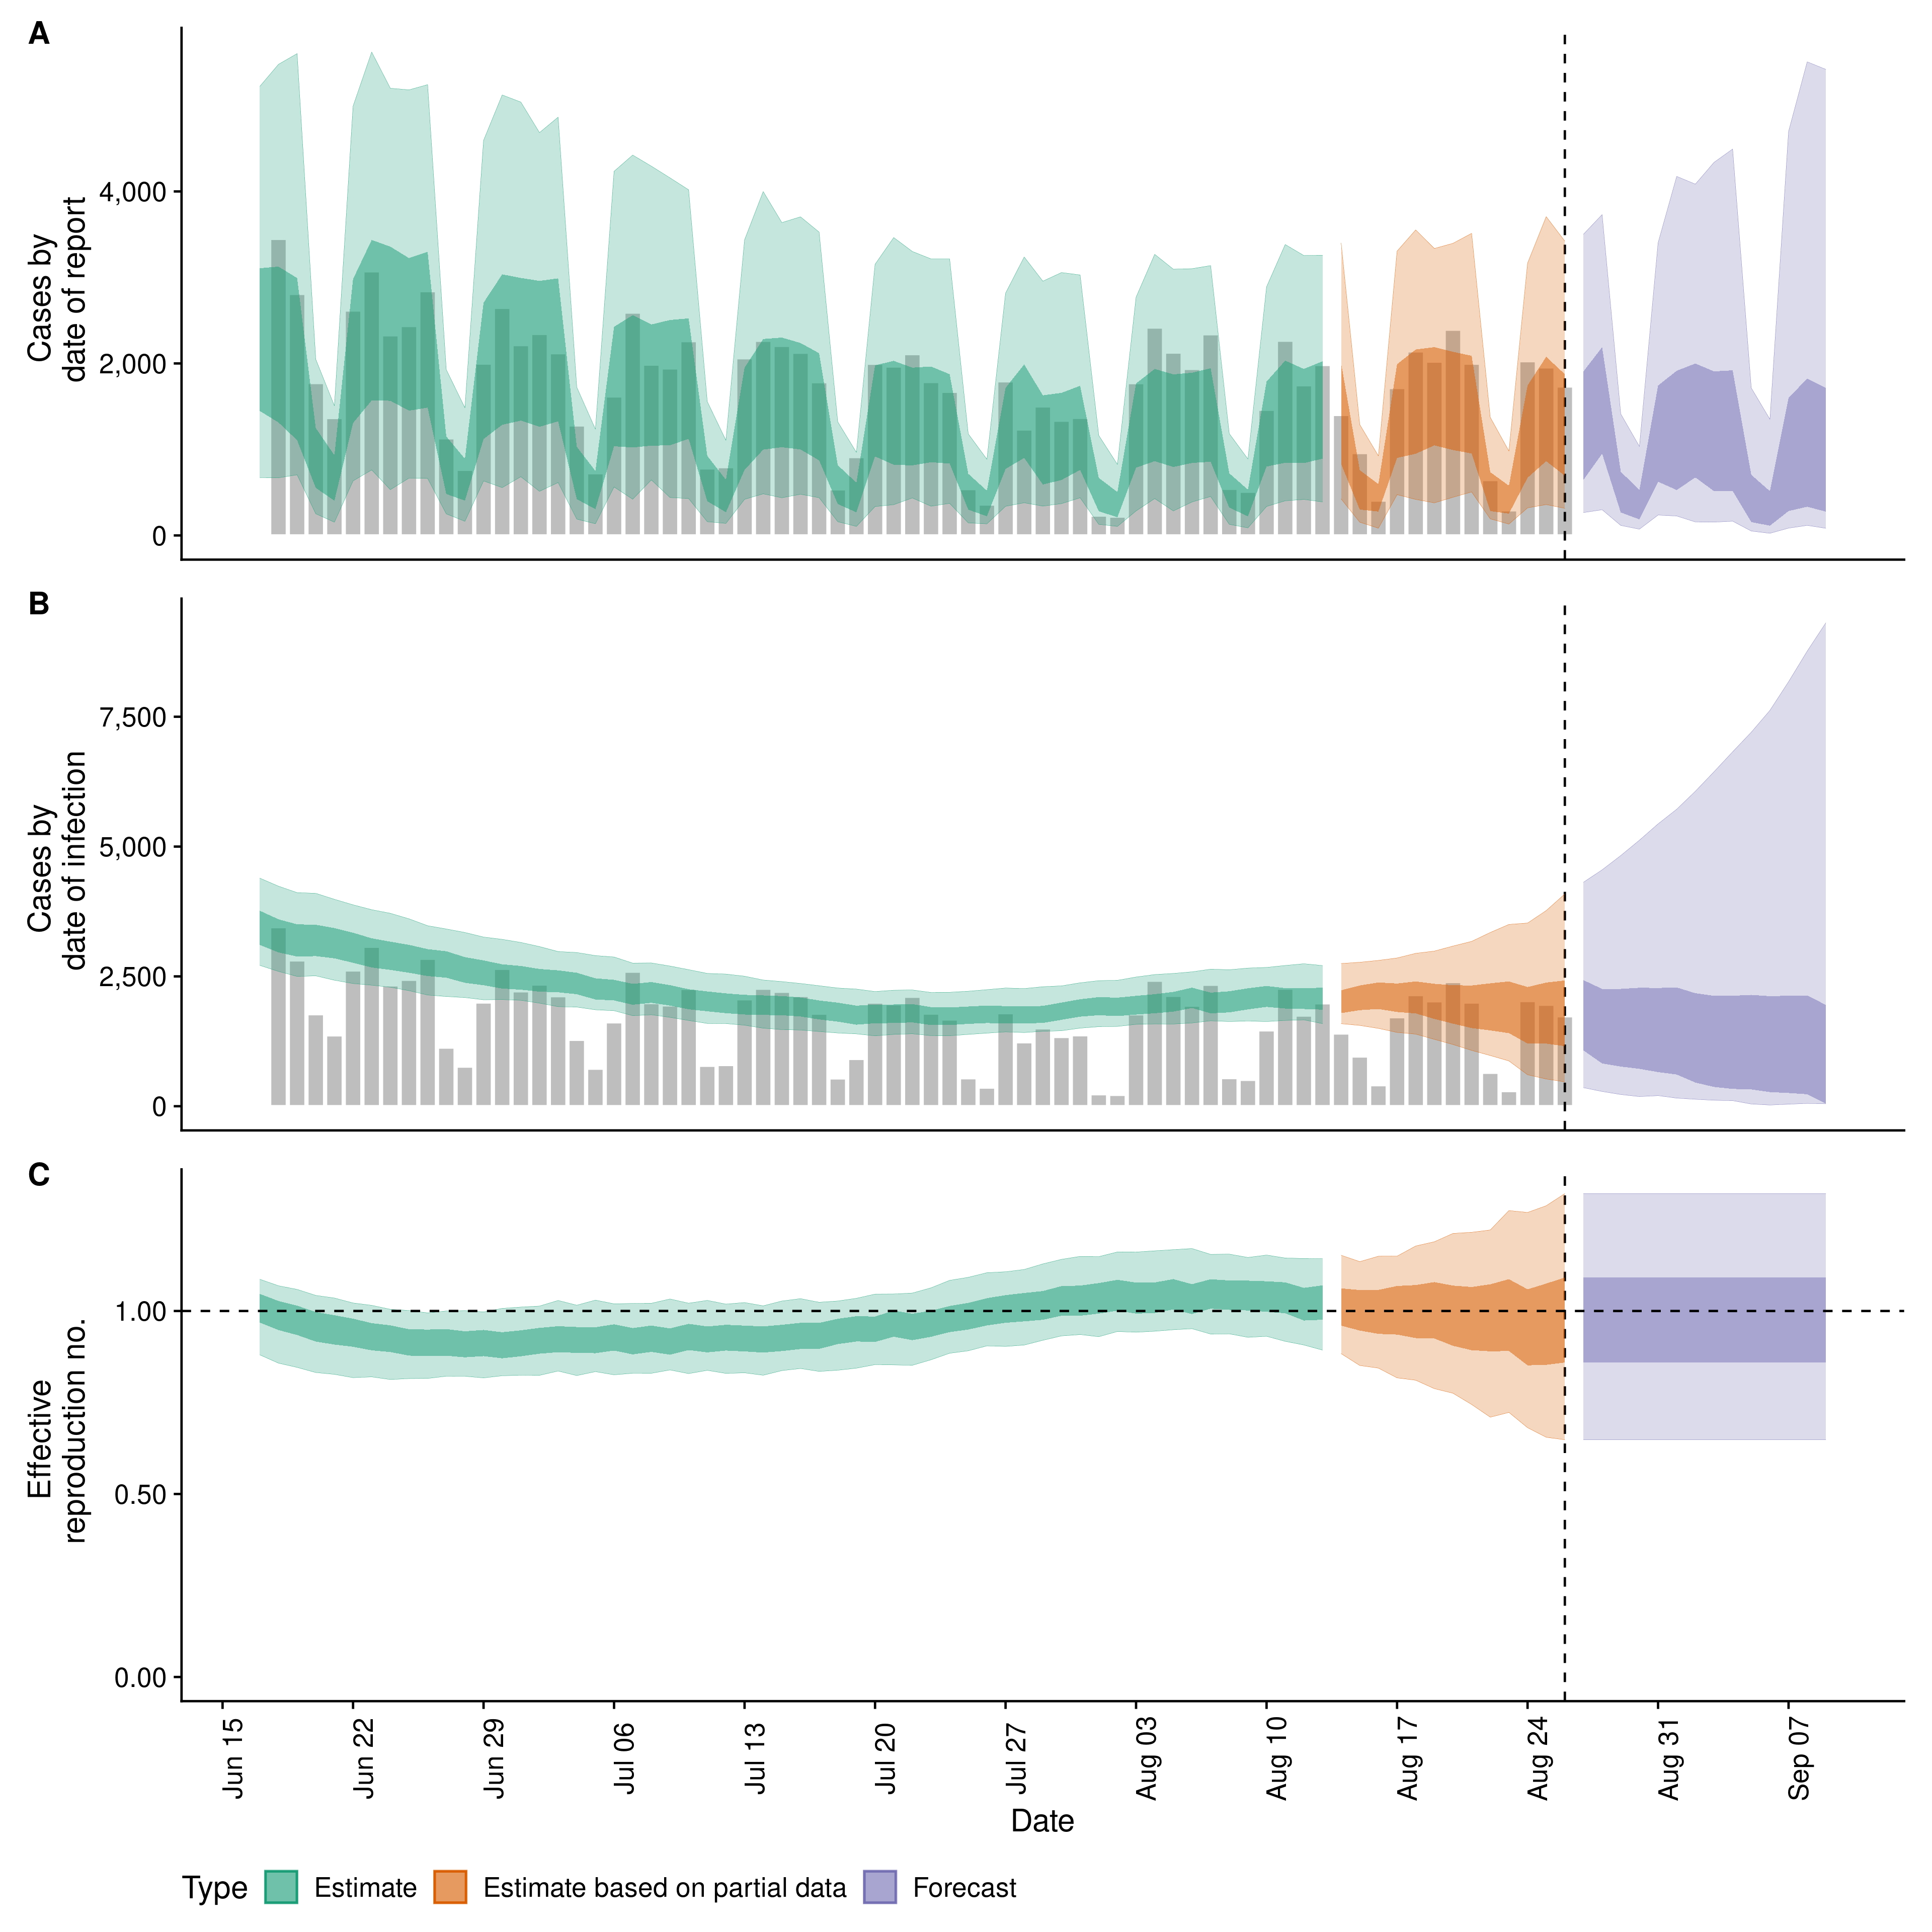 A
Cases by
date of report
4,000
2,000
0
B
Cases by
date of infection
7,500
5,000
2,500
0
C
Effective
reproduction no.
1.00
0.50
0.00
Jun 15
Jun 22
Jun 29
Jul 06
Jul 13
Jul 20
Jul 27
Aug 03
Aug 10
Aug 17
Aug 24
Aug 31
Sep 07
Date
Type Estimate Estimate based on partial data Forecast